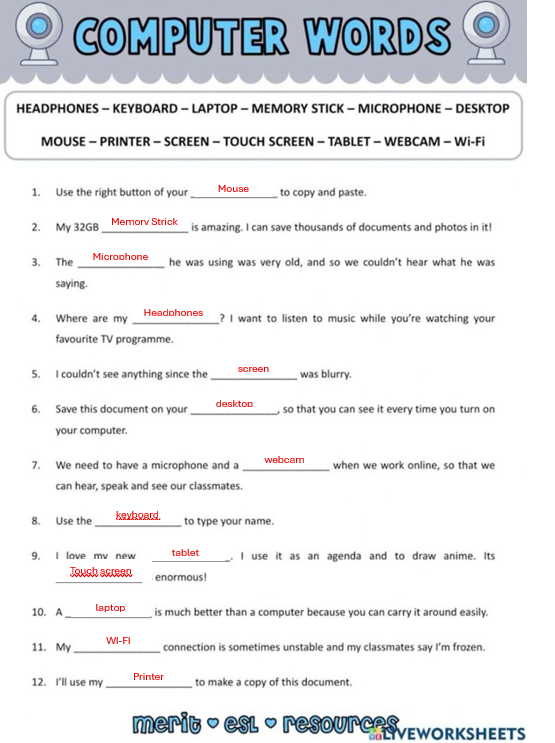 COMPUTER WORDS
HEADPHONES – KEYBOARD – LAPTOP – MEMORY STICK – MICROPHONE – DESKTOP
MOUSE – PRINTER – SCREEN – TOUCH SCREEN – TABLET – WEBCAM – Wi-Fi
1. Use the right button of your Mouse to copy and paste.
2. My 32GB Memory Strick is amazing. I can save thousands of documents and photos in it!
3. The Microphone he was using was very old, and so we couldn't hear what he was
saying.
4. Where are my Headphones? I want to listen to music while you're watching your
favourite TV programme.
5. I couldn't see anything since the screen was blurry.
6. Save this document on your desktop, so that you can see it every time you turn on
your computer.
7. We need to have a microphone and a webcam when we work online, so that we
can hear, speak and see our classmates.
8. Use the keyboard to type your name.
9. I love my new tablet. I use it as an agenda and to draw anime. Its
Touch screen enormous!
10. A laptop is much better than a computer because you can carry it around easily.
11. My WI-FI connection is sometimes unstable and my classmates say I'm frozen.
12. I'll use my Printer to make a copy of this document.
merit ♥ esl ♥ resources
LIVEWORKSHEETS